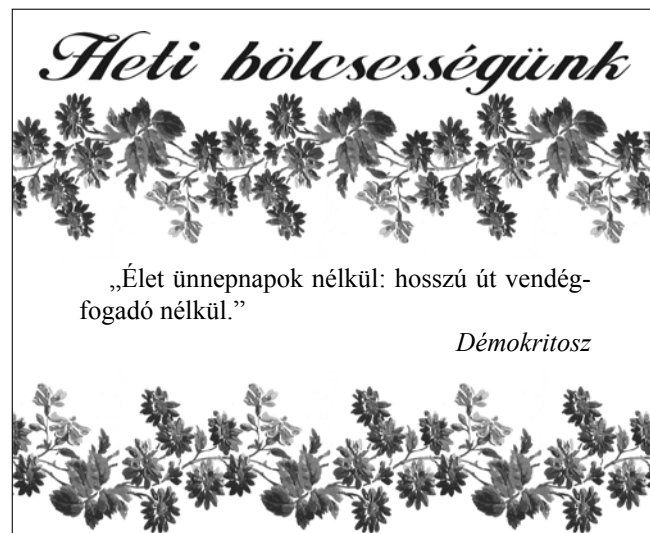 Heti bölcsességünk
„Élet ünnepnapok nélkül: hosszú út vendég-
fogadó nélkül.”
Démokritosz